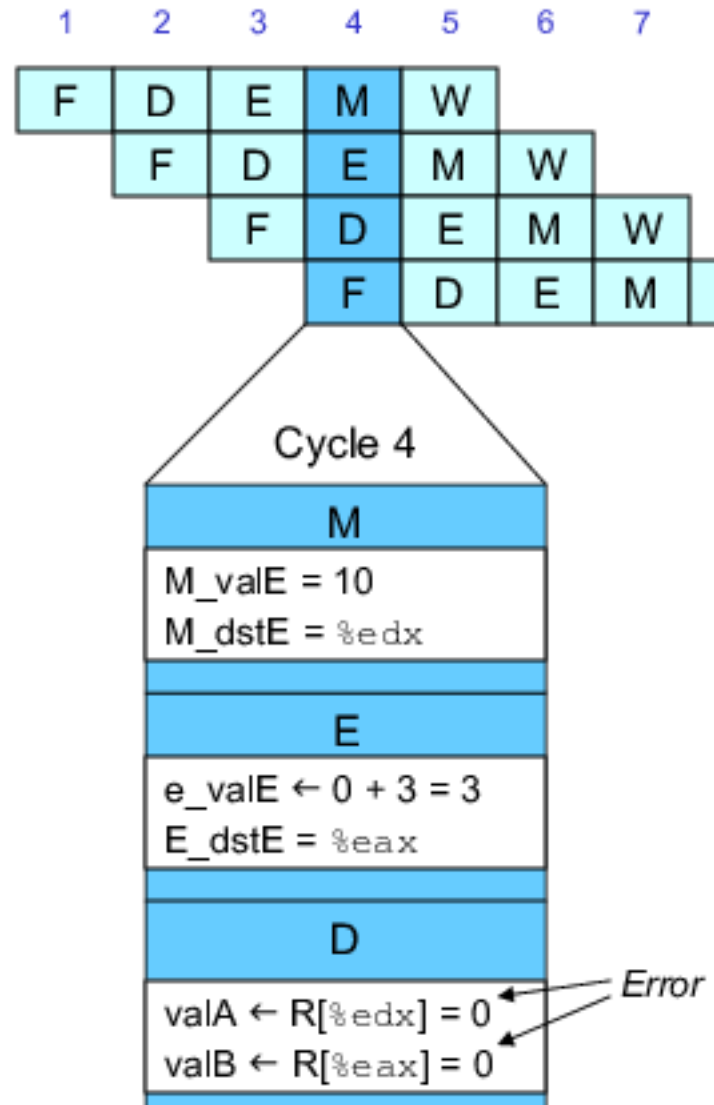 1 2 3 4 5 6 7
F D E M W
F D E M W
F D E M W
F D E M
Cycle 4
M
M_valE = 10
M_dstE = %edx
E
e_valE ← 0 + 3 = 3
E_dstE = %eax
D
Error
valA ← R[%edx] = 0
valB ← R[%eax] = 0